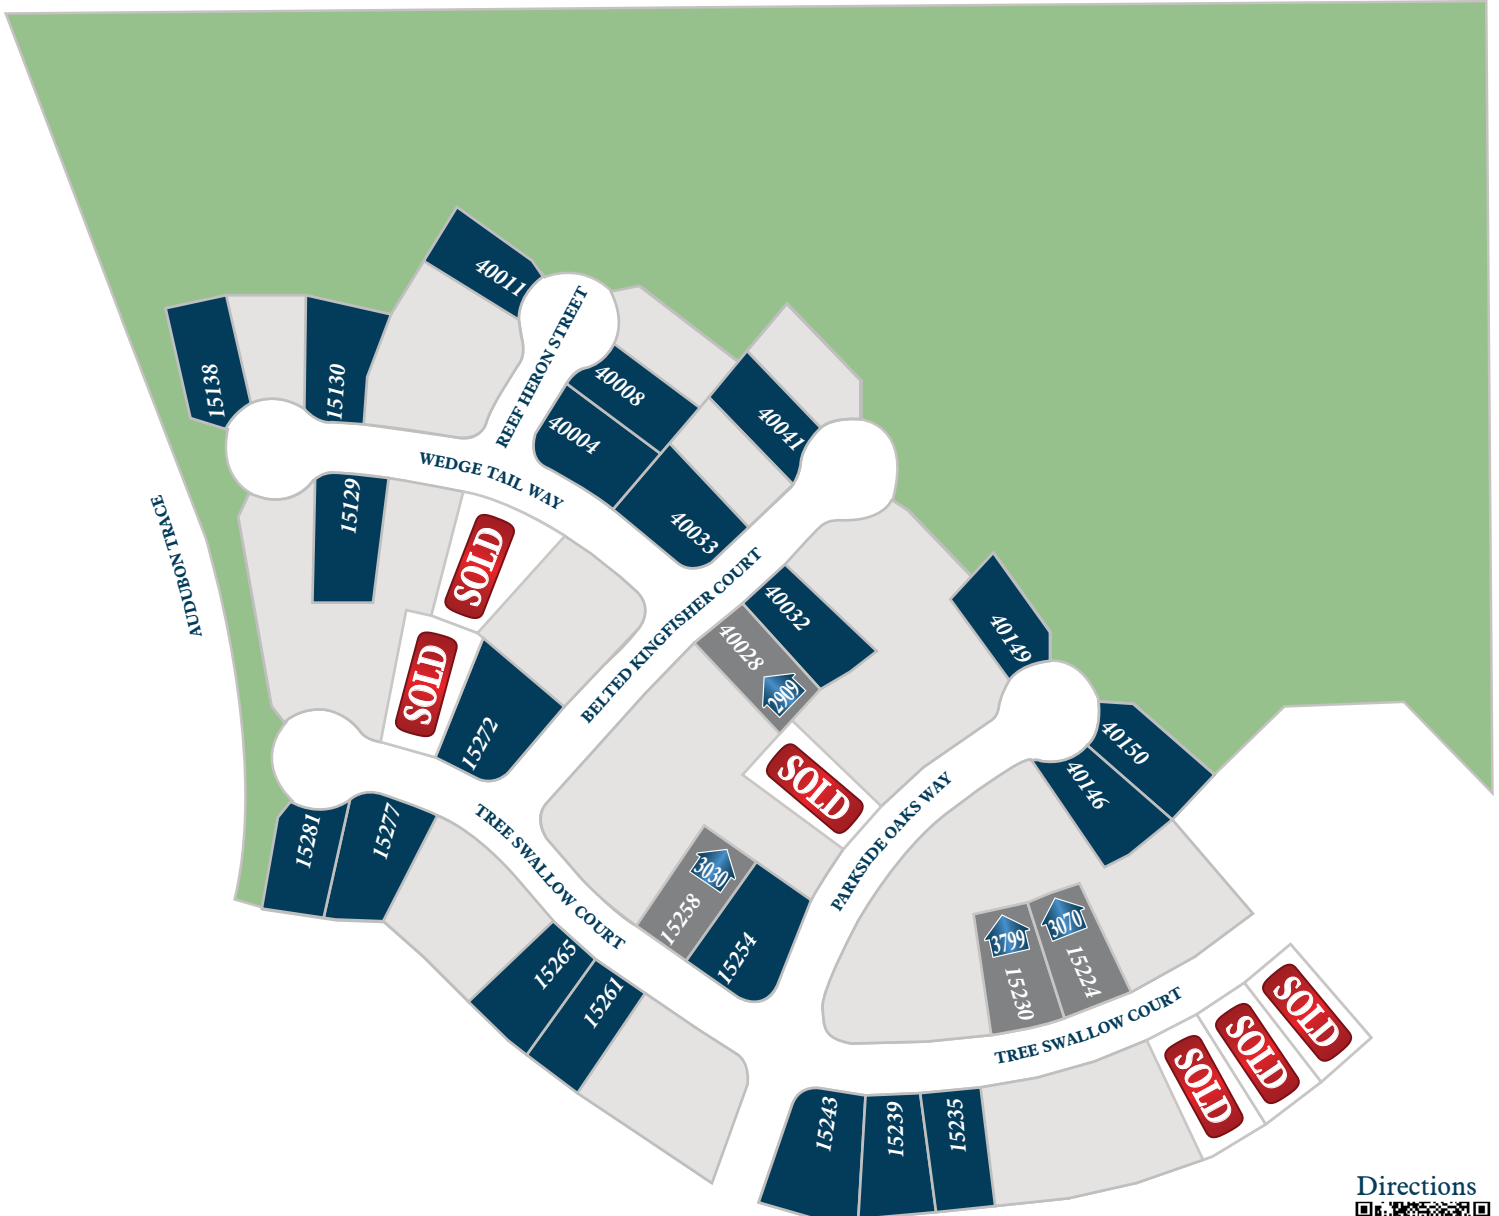 40011
REEF HERON STREET
15138
15130
40008
40004
40041
WEDGE TAIL WAY
15129
40033
AUDUBON TRACE
SOLD
BELTED KINGFISHER COURT
40032
40028
2909
40149
SOLD
15272
40150
40146
SOLD
PARKSIDE OAKS WAY
15281
15277
TREE SWALLOW COURT
3030
15258
15254
15265
15261
3799
15230
3070
15224
TREE SWALLOW COURT
SOLD
SOLD
SOLD
15243
15239
15235
Directions